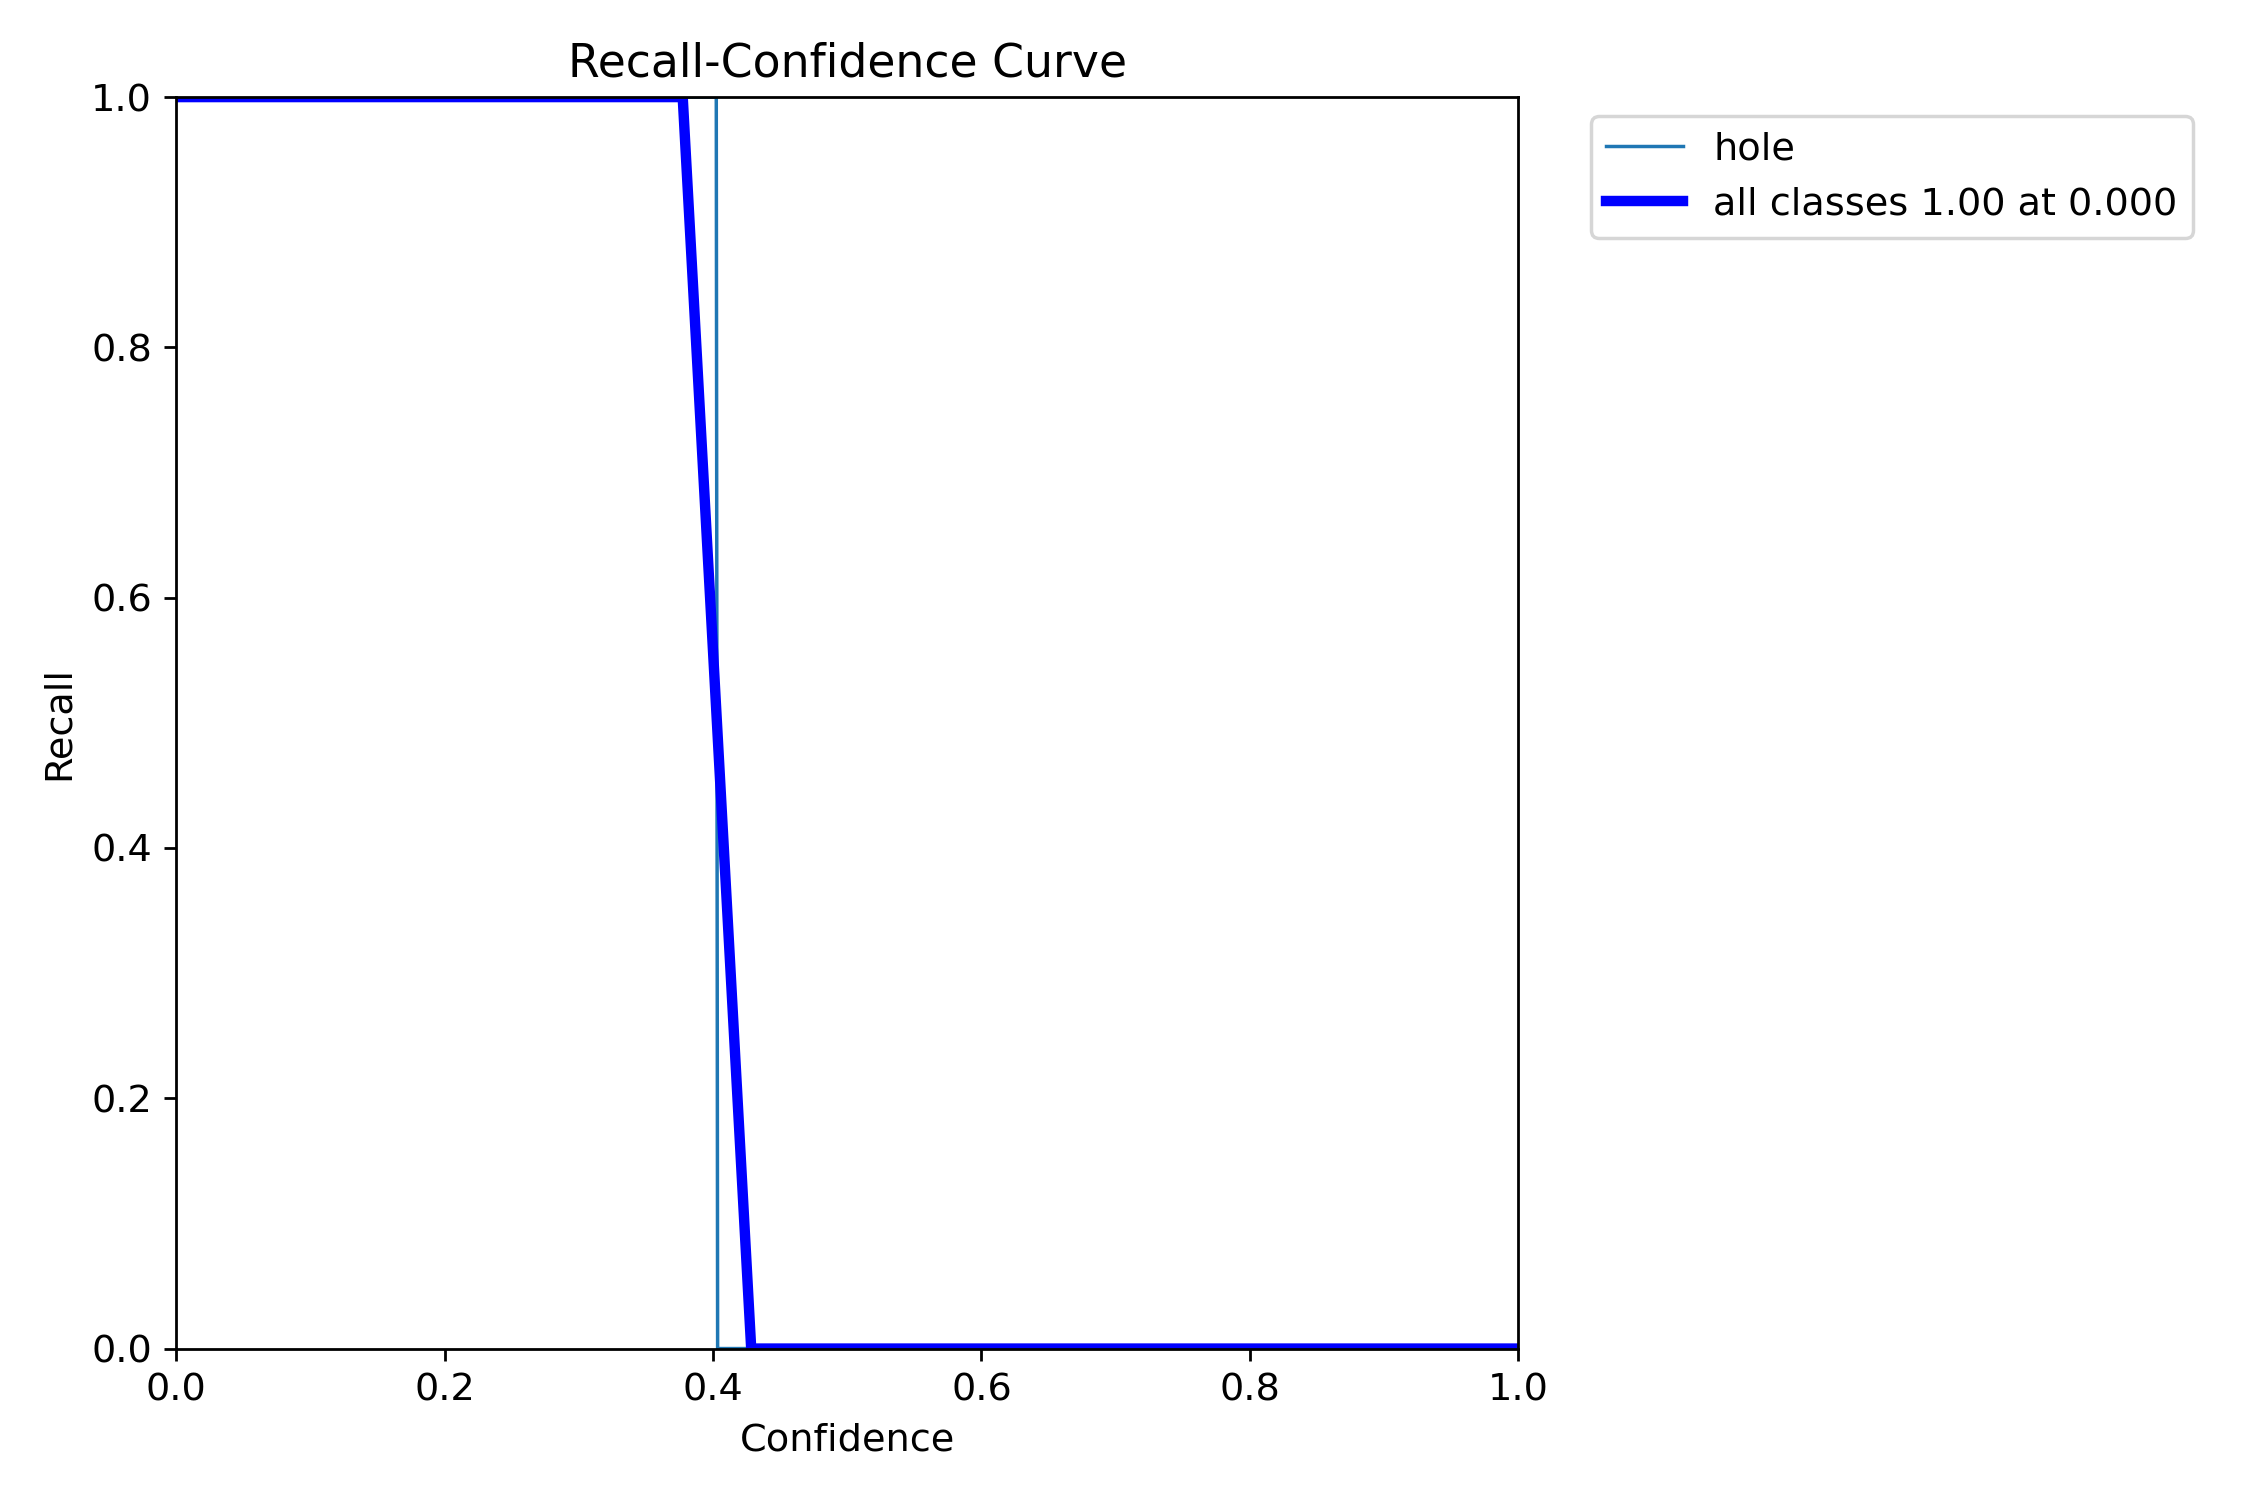 Recall-Confidence Curve
1.0
0.8
0.6
0.4
0.2
0.0
Recall
0.0 0.2 0.4 0.6 0.8 1.0
Confidence
hole
all classes 1.00 at 0.000